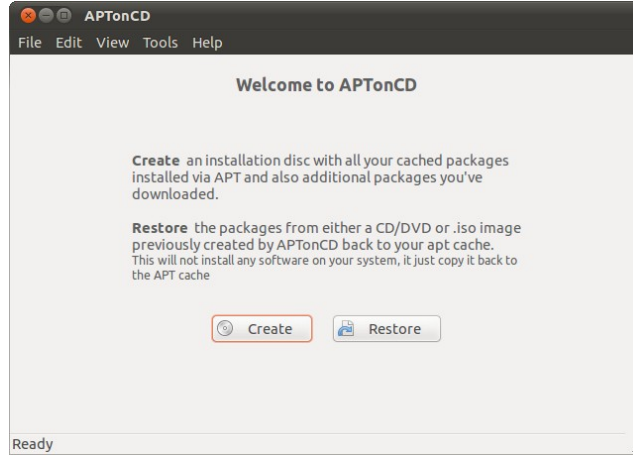 APTonCD
File Edit View Tools Help
Welcome to APTonCD
Create an installation disc with all your cached packages
installed via APT and also additional packages you've
downloaded.
Restore the packages from either a CD/DVD or .iso image
previously created by APTonCD back to your apt cache.
This will not install any software on your system, it just copy it back to
the APT cache
Create Restore
Ready